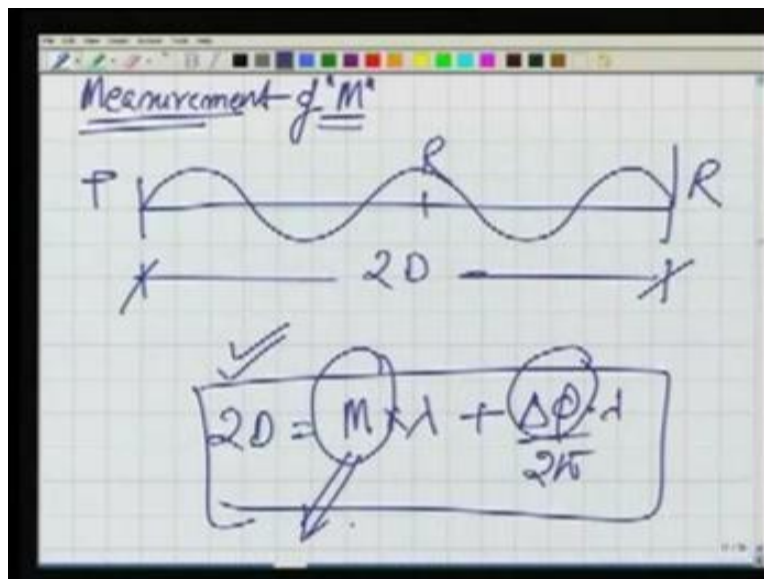 Measurement of "M"
T R R
2D
2D = M × λ + Δφ/2π · λ